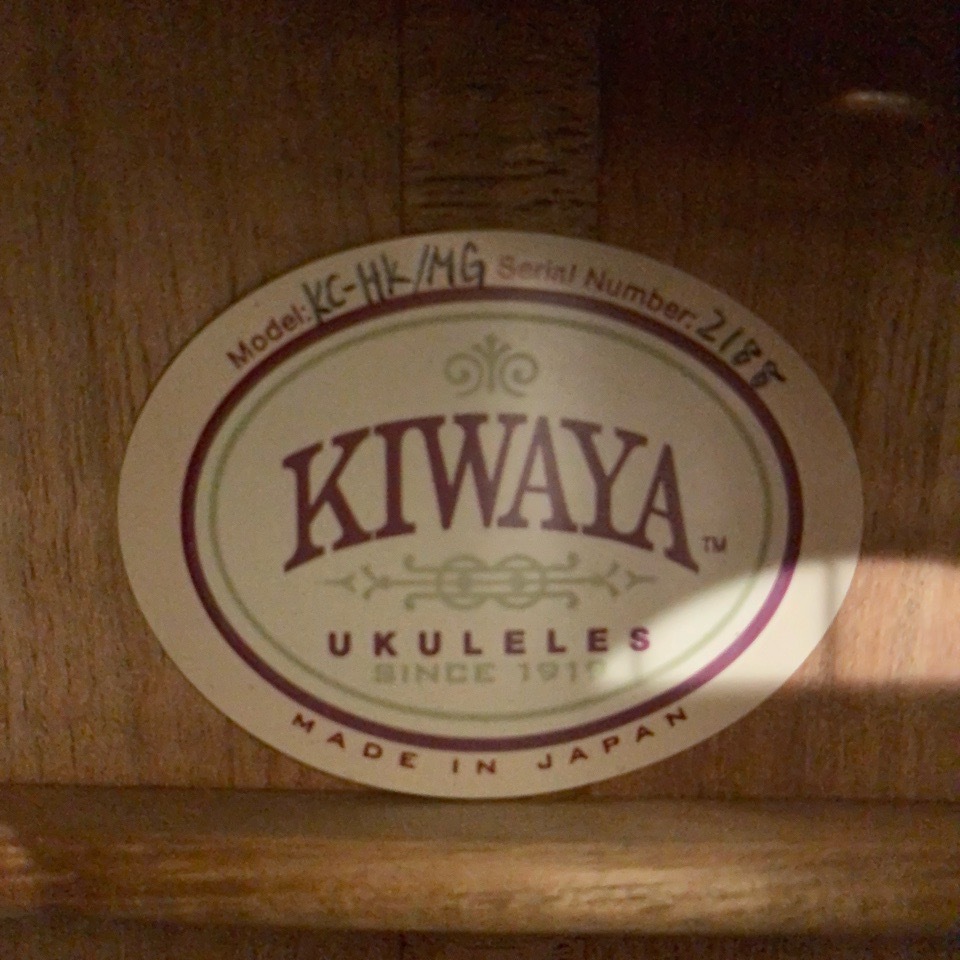 Model: KC-HK/MG Serial Number: 2188
KIWAYA TM
UKULELES
SINCE 1919
MADE IN JAPAN